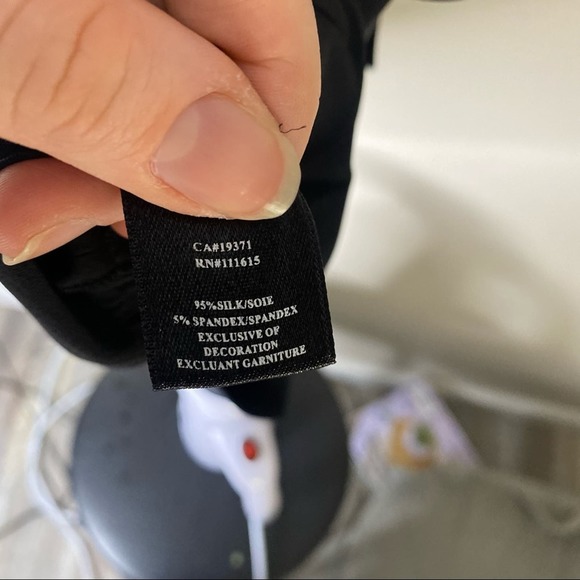 CA#19371
RN#111615
95%SILK/SOIE
5% SPANDEX/SPANDEX
EXCLUSIVE OF
DECORATION
EXCLUANT GARNITURE